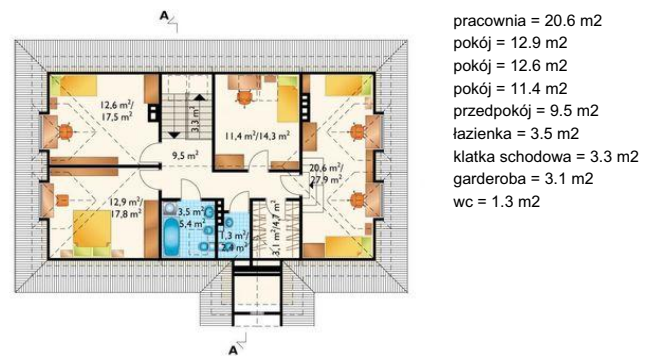 A
pracownia = 20.6 m2
pokój = 12.9 m2
pokój = 12.6 m2
pokój = 11.4 m2
przedpokój = 9.5 m2
łazienka = 3.5 m2
klatka schodowa = 3.3 m2
garderoba = 3.1 m2
wc = 1.3 m2
12,6 m²/
17,5 m²
3,3 m²
11,4 m²/14,3 m²
9,5 m²
20,6 m²/
27,9 m²
12,9 m²/
17,8 m²
3,5 m²
5,4 m²
1,3 m²/
2,4 m²
3,1 m²/4,7 m²
A